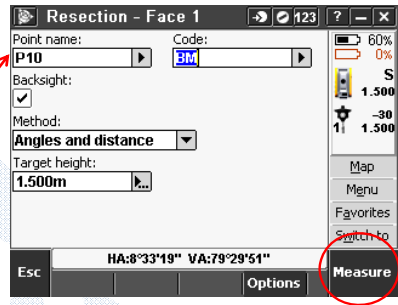 Resection - Face 1
123
? – X
Point name:
Code:
P10
BM
60%
0%
Backsight:
S
1.500
Method:
Angles and distance
-30
1
1.500
Target height:
1.500m
Map
Menu
Favorites
Switch to
HA:8°33'19" VA:79°29'51"
Esc
Options
Measure